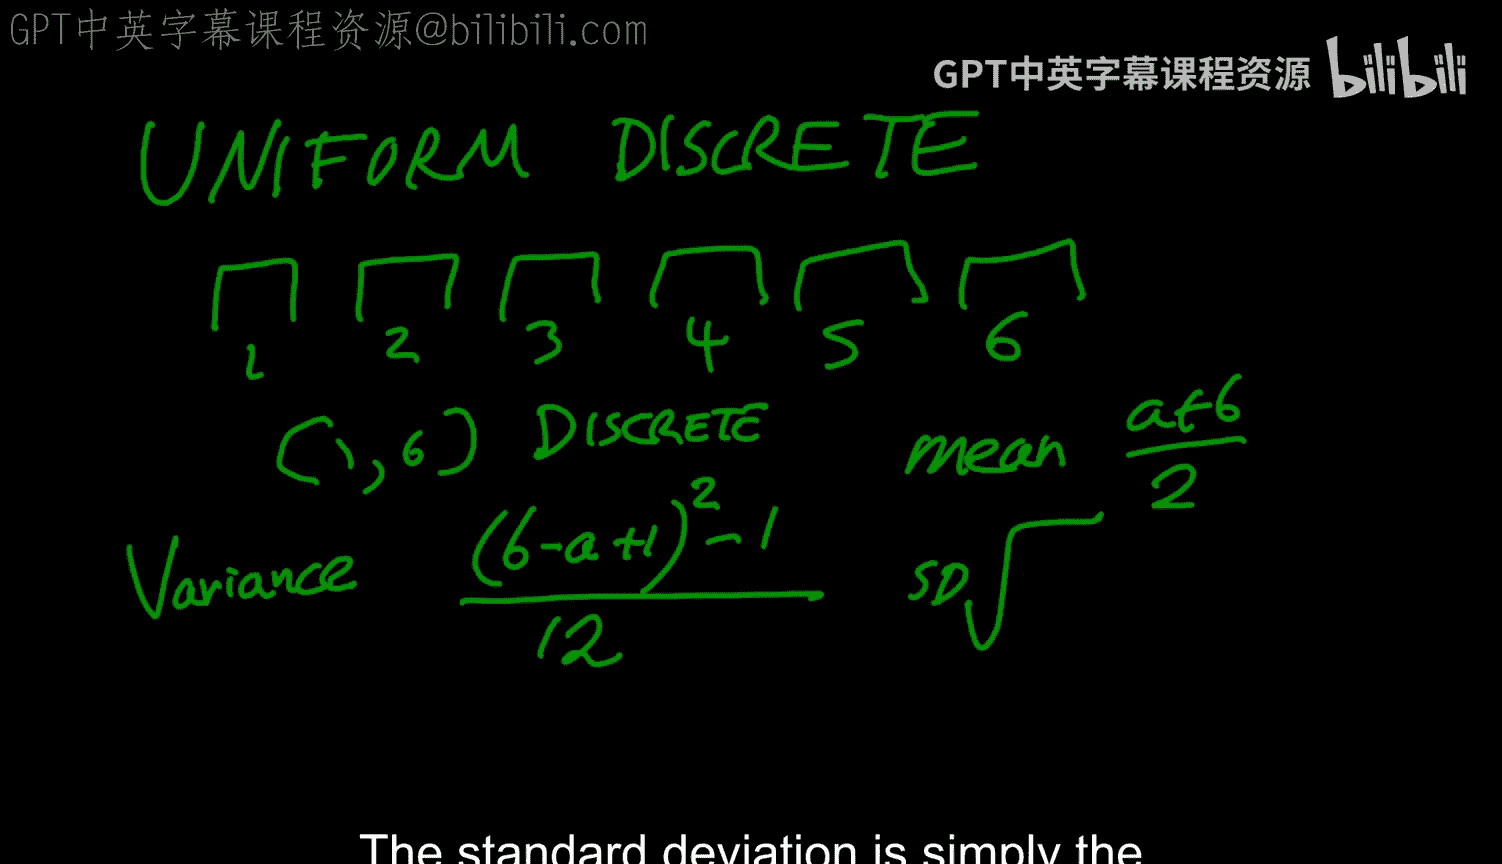 GPT中英字幕课程资源@bilibili.com
GPT中英字幕课程资源 bilibili
UNIFORM DISCRETE
1 2 3 4 5 6
(1, 6) DISCRETE
mean (a+b)/2
Variance ((b-a+1)²-1)/12
SD √
The standard deviation is simply the